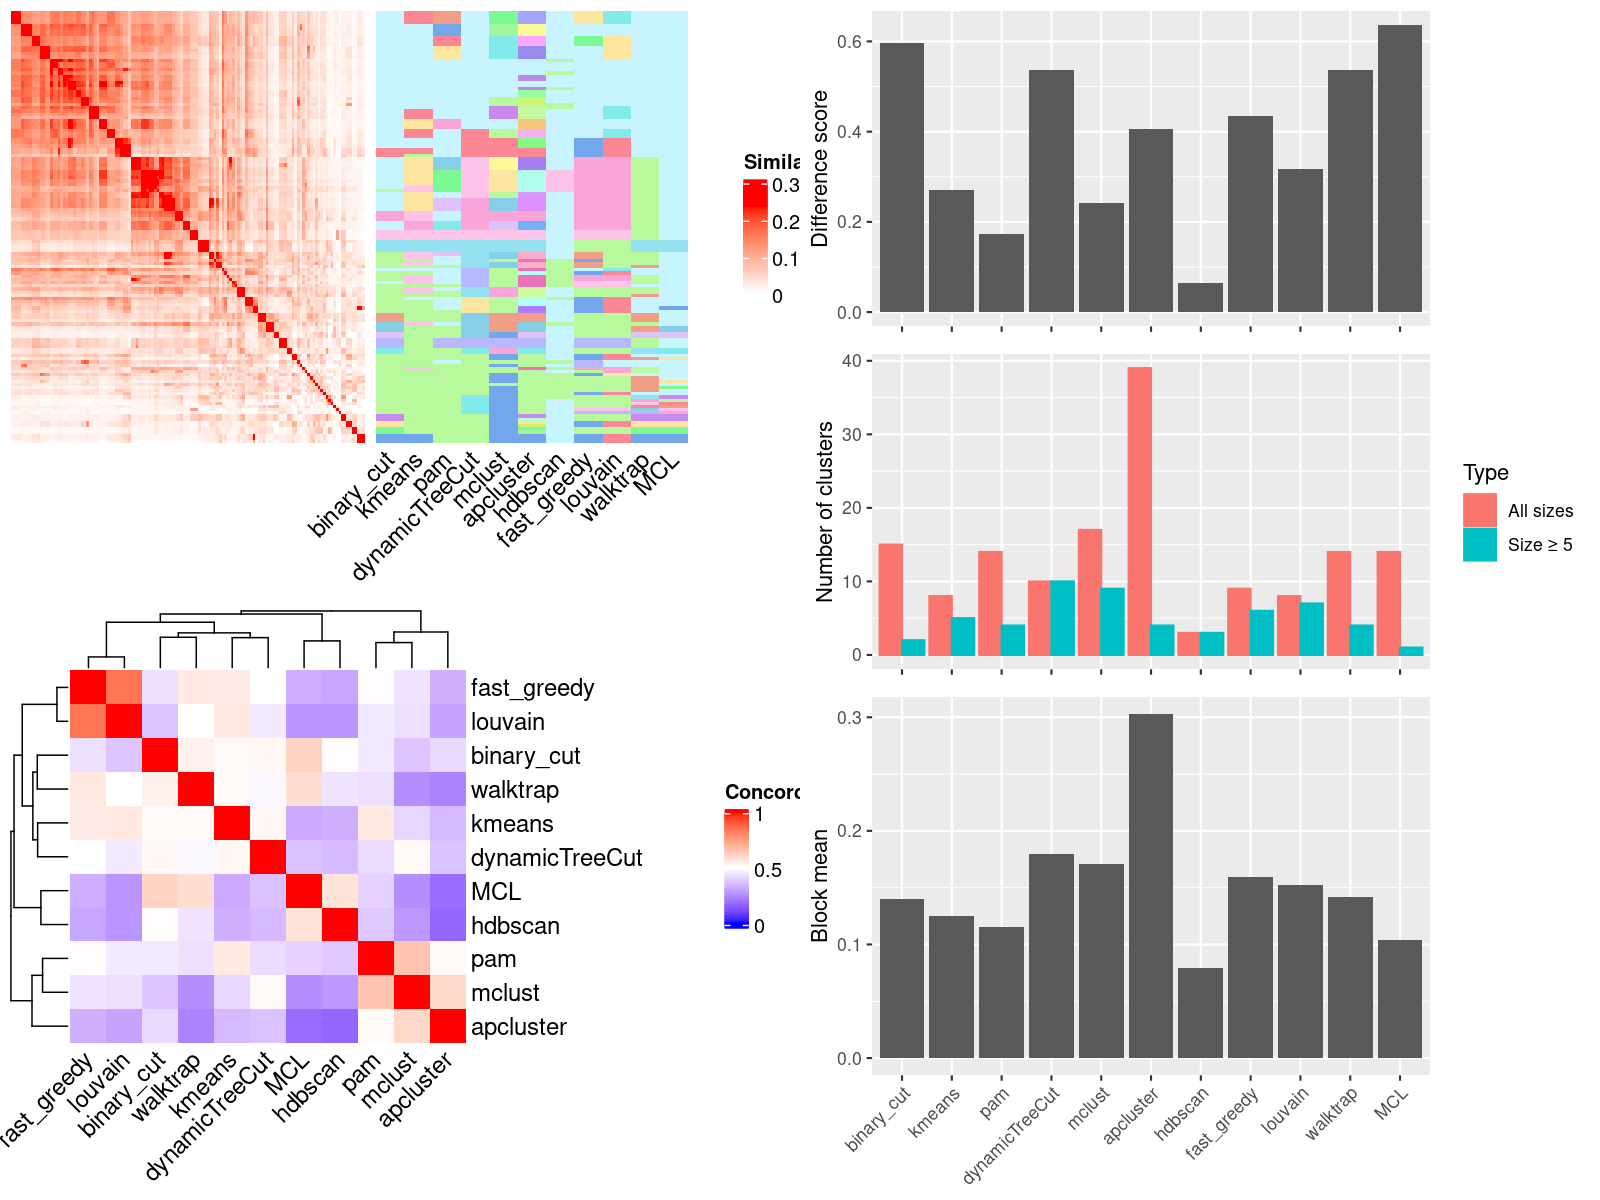 Simila
0.3
0.2
0.1
0
binary_cut
kmeans
pam
dynamicTreeCut
mclust
apcluster
hdbscan
fast_greedy
louvain
walktrap
MCL
fast_greedy
louvain
binary_cut
walktrap
kmeans
dynamicTreeCut
MCL
hdbscan
pam
mclust
apcluster
fast_greedy
louvain
binary_cut
walktrap
kmeans
dynamicTreeCut
MCL
hdbscan
pam
mclust
apcluster
Concord
1
0.5
0
Difference score
0.6
0.4
0.2
0.0
Number of clusters
40
30
20
10
0
Type
All sizes
Size ≥ 5
Block mean
0.3
0.2
0.1
0.0
binary_cut
kmeans
pam
dynamicTreeCut
mclust
apcluster
hdbscan
fast_greedy
louvain
walktrap
MCL